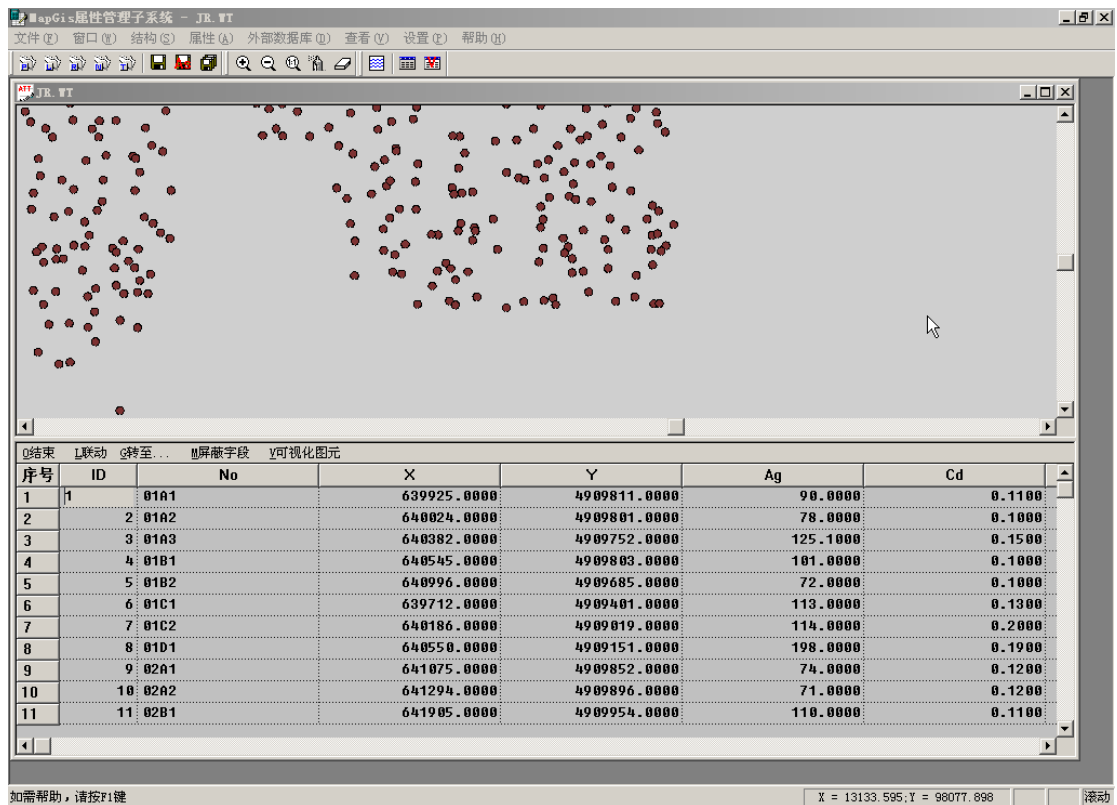 MapGis属性管理子系统 - JR.WT
文件(F) 窗口(W) 结构(S) 属性(A) 外部数据库(D) 查看(V) 设置(P) 帮助(H)
JR.WT
Q结束 L联动 G转至... M屏蔽字段 V可视化图元
序号 ID No X Y Ag Cd
1 1 01A1 639925.0000 4909811.0000 90.0000 0.1100
2 2 01A2 640024.0000 4909801.0000 78.0000 0.1000
3 3 01A3 640382.0000 4909752.0000 125.1000 0.1500
4 4 01B1 640545.0000 4909803.0000 101.0000 0.1000
5 5 01B2 640996.0000 4909685.0000 72.0000 0.1000
6 6 01C1 639712.0000 4909401.0000 113.0000 0.1300
7 7 01C2 640186.0000 4909019.0000 114.0000 0.2000
8 8 01D1 640550.0000 4909151.0000 198.0000 0.1900
9 9 02A1 641075.0000 4909852.0000 74.0000 0.1200
10 10 02A2 641294.0000 4909896.0000 71.0000 0.1200
11 11 02B1 641905.0000 4909954.0000 110.0000 0.1100
如需帮助，请按F1键 X = 13133.595;Y = 98077.898 滚动